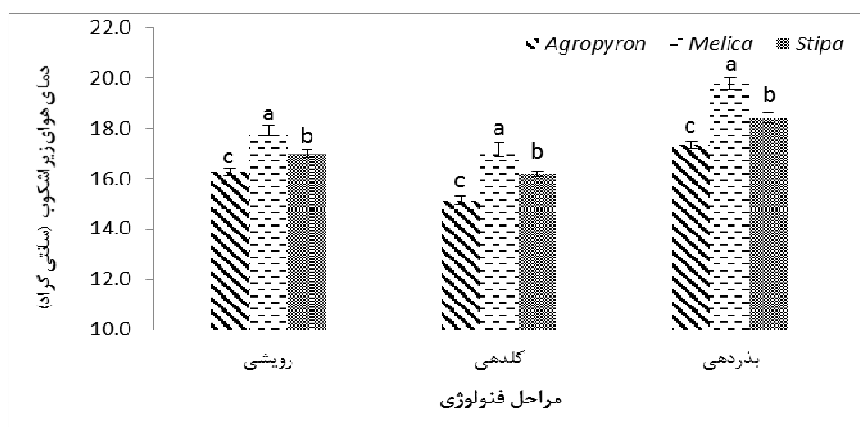 دمای هوای زیراشکوب (سانتی گراد)
22.0
20.0
18.0
16.0
14.0
12.0
10.0
Agropyron Melica Stipa
c a b
c a b
c a b
رویشی
گلدهی
بذردهی
مراحل فنولوژی